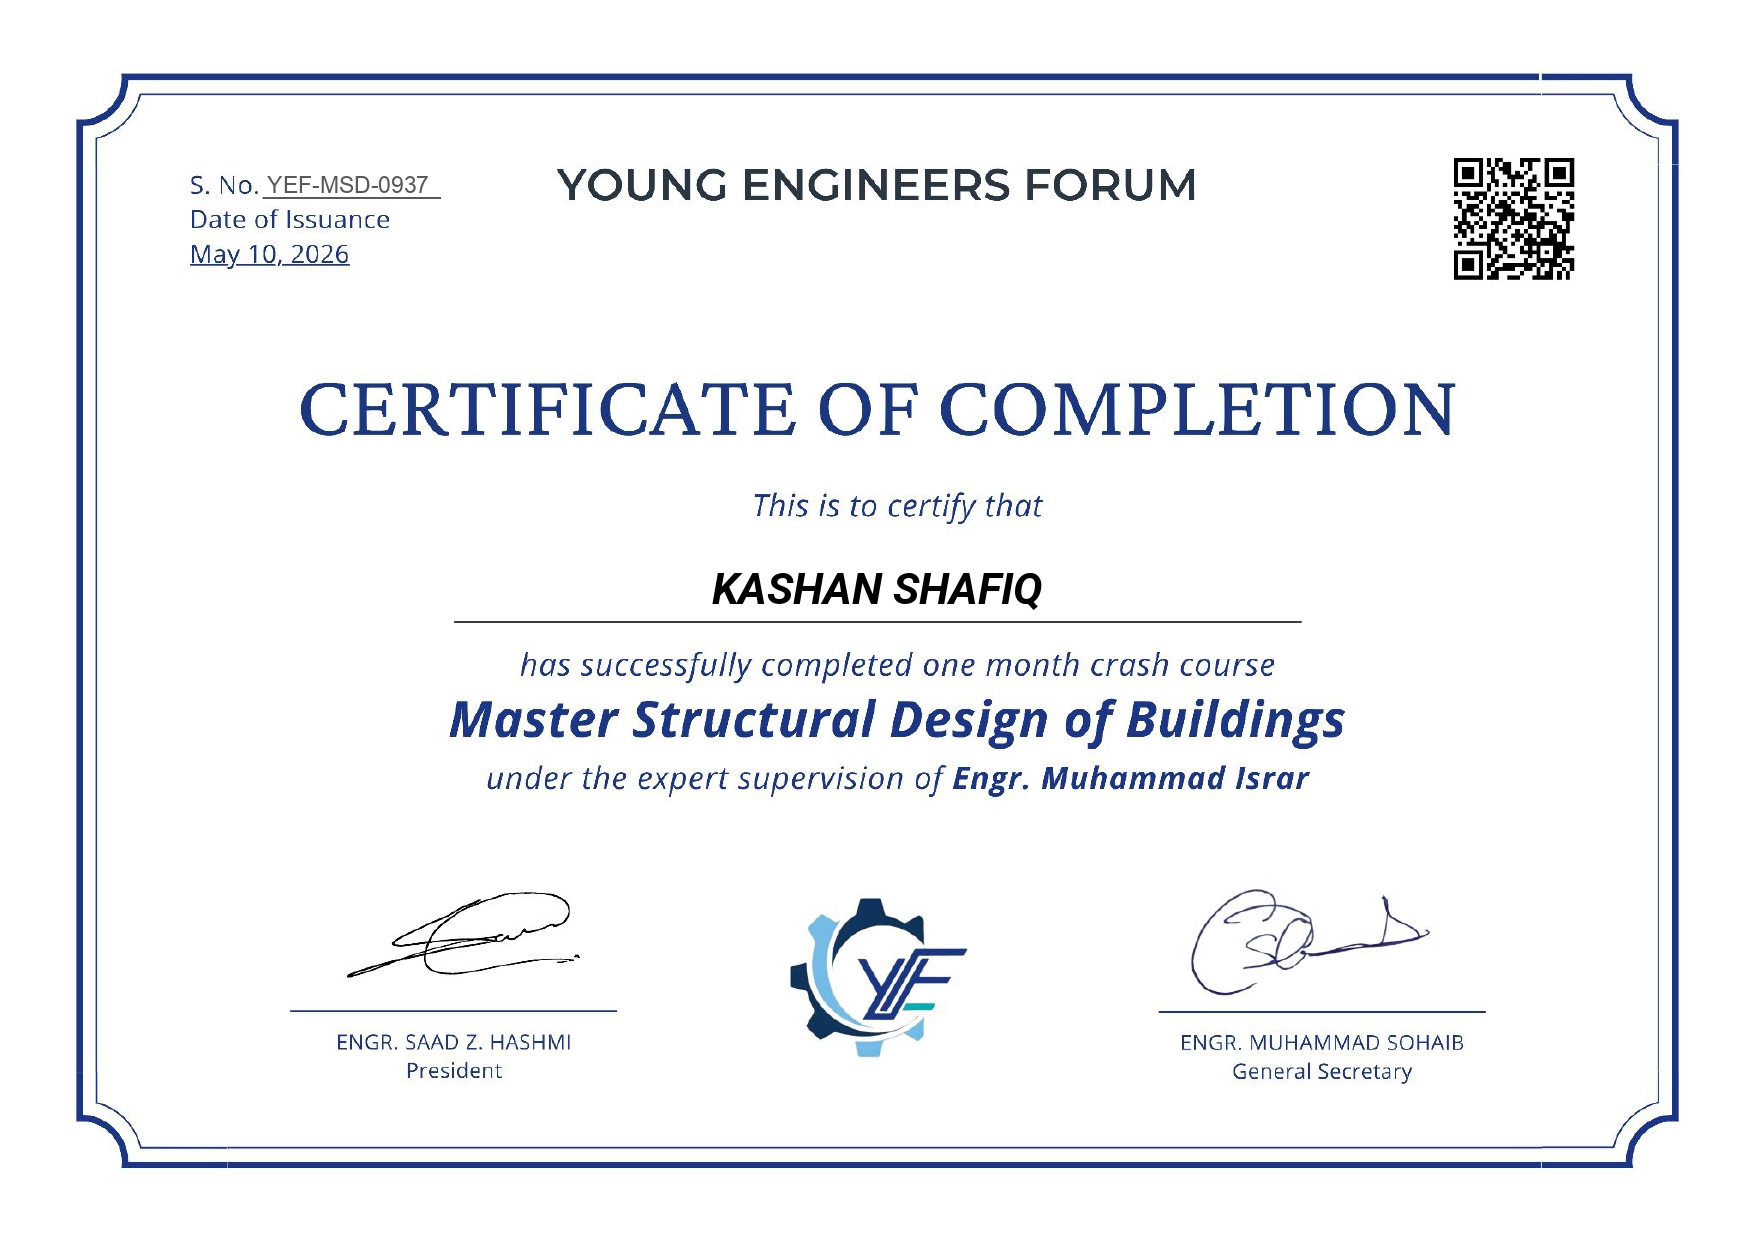 S. No. YEF-MSD-0937
Date of Issuance
May 10, 2026
YOUNG ENGINEERS FORUM
CERTIFICATE OF COMPLETION
This is to certify that
KASHAN SHAFIQ
has successfully completed one month crash course
Master Structural Design of Buildings
under the expert supervision of Engr. Muhammad Israr
YEF
ENGR. SAAD Z. HASHMI
President
ENGR. MUHAMMAD SOHAIB
General Secretary